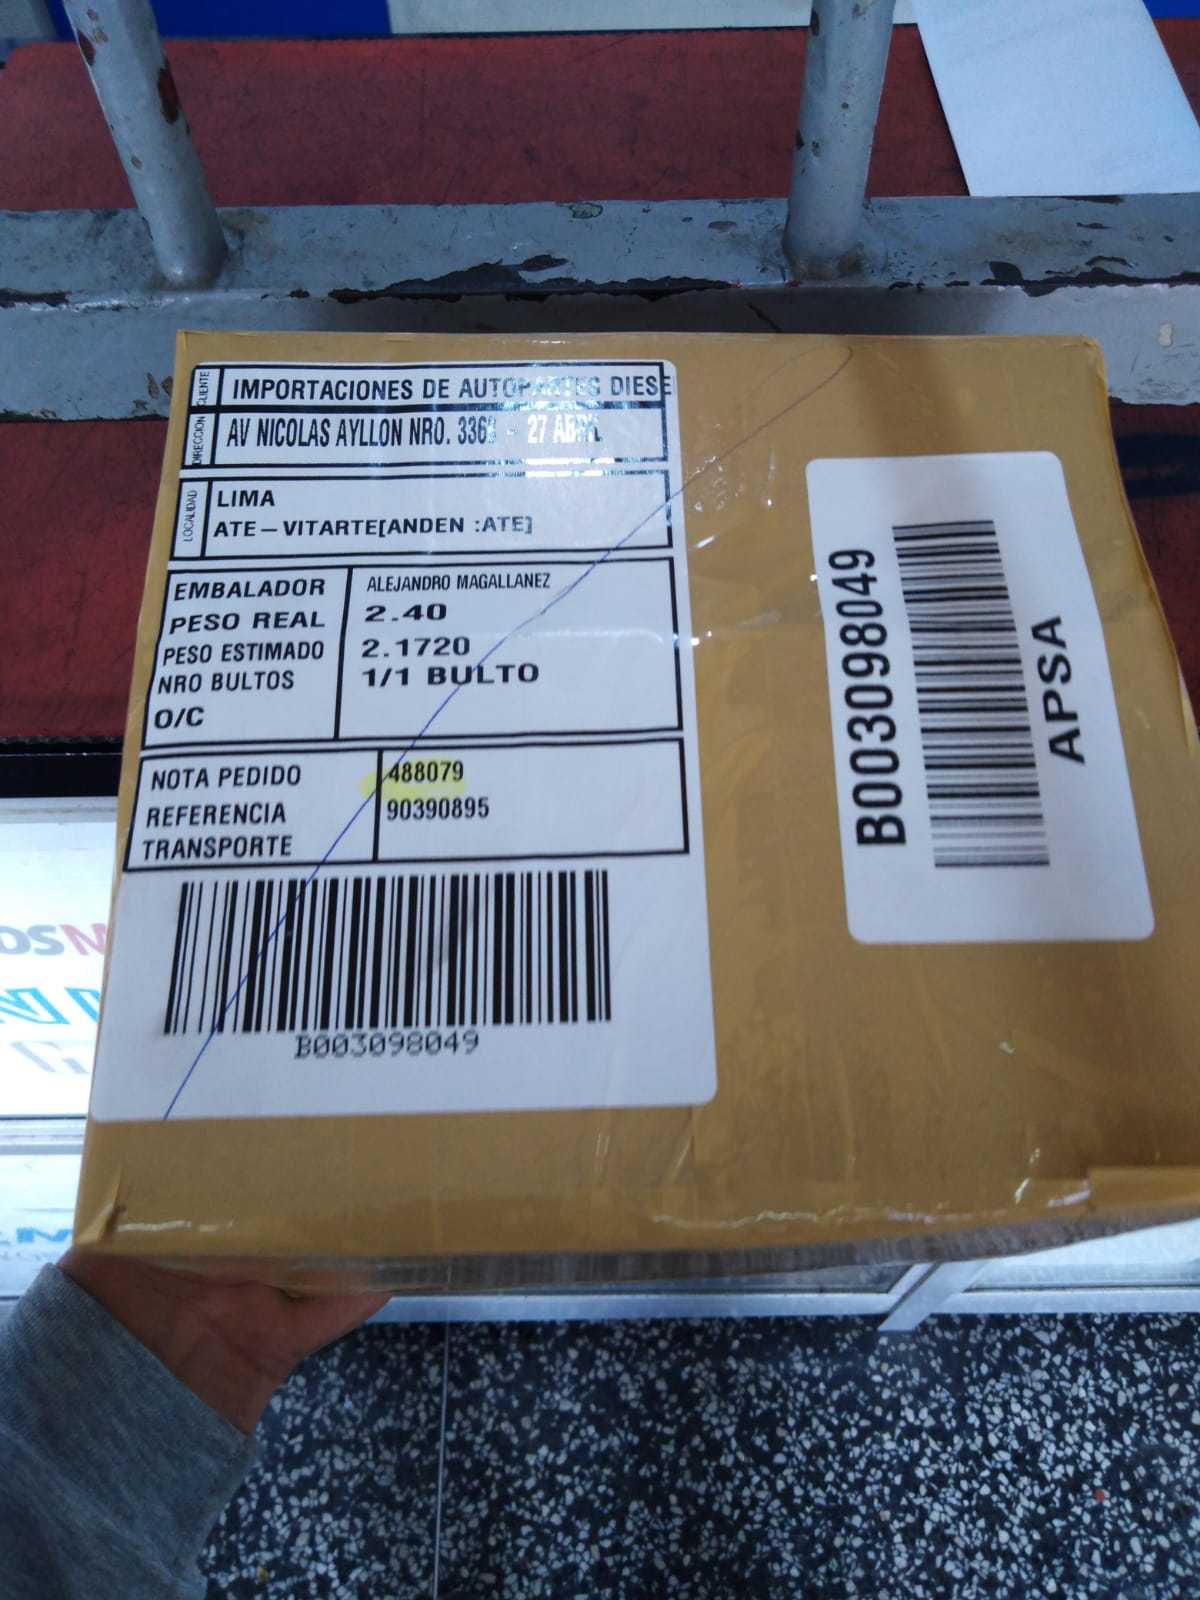 CLIENTE
IMPORTACIONES DE AUTOPARTES DIESE
DIRECCION
AV NICOLAS AYLLON NRO. 336 - 27 ABRIL
LOCALIDAD
LIMA
ATE-VITARTE[ANDEN :ATE]
EMBALADOR ALEJANDRO MAGALLANEZ
PESO REAL 2.40
PESO ESTIMADO 2.1720
NRO BULTOS 1/1 BULTO
O/C
NOTA PEDIDO 488079
REFERENCIA 90390895
TRANSPORTE
B003098049
B003098049
APSA